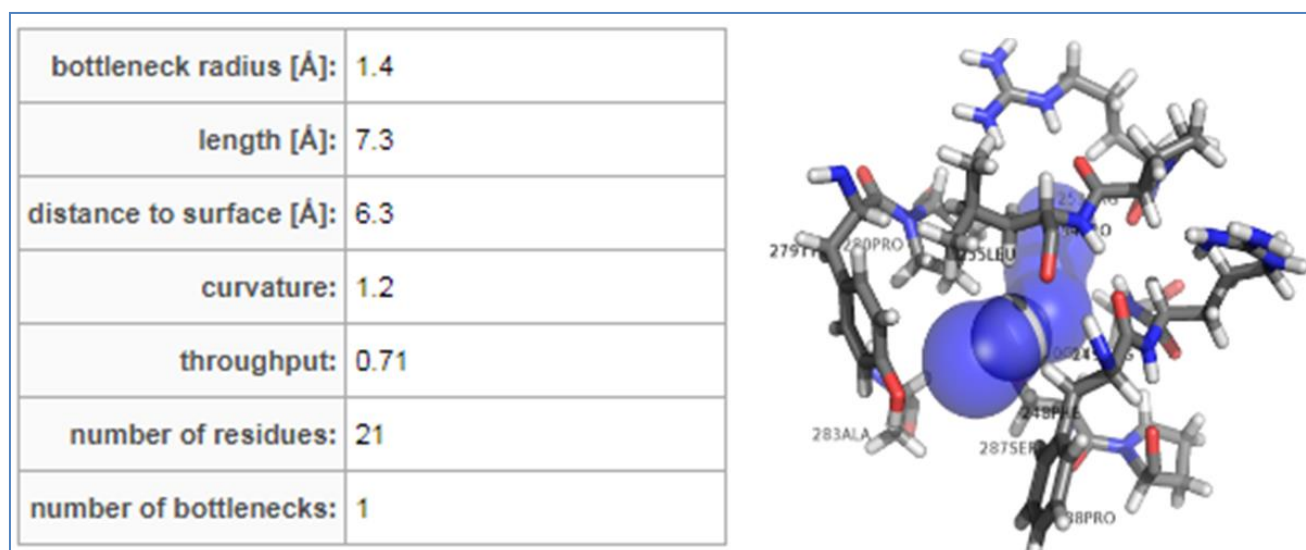 bottleneck radius [Å]: 1.4
length [Å]: 7.3
distance to surface [Å]: 6.3
curvature: 1.2
throughput: 0.71
number of residues: 21
number of bottlenecks: 1
280PRO
255LEU
248PHE
283ALA
287SER